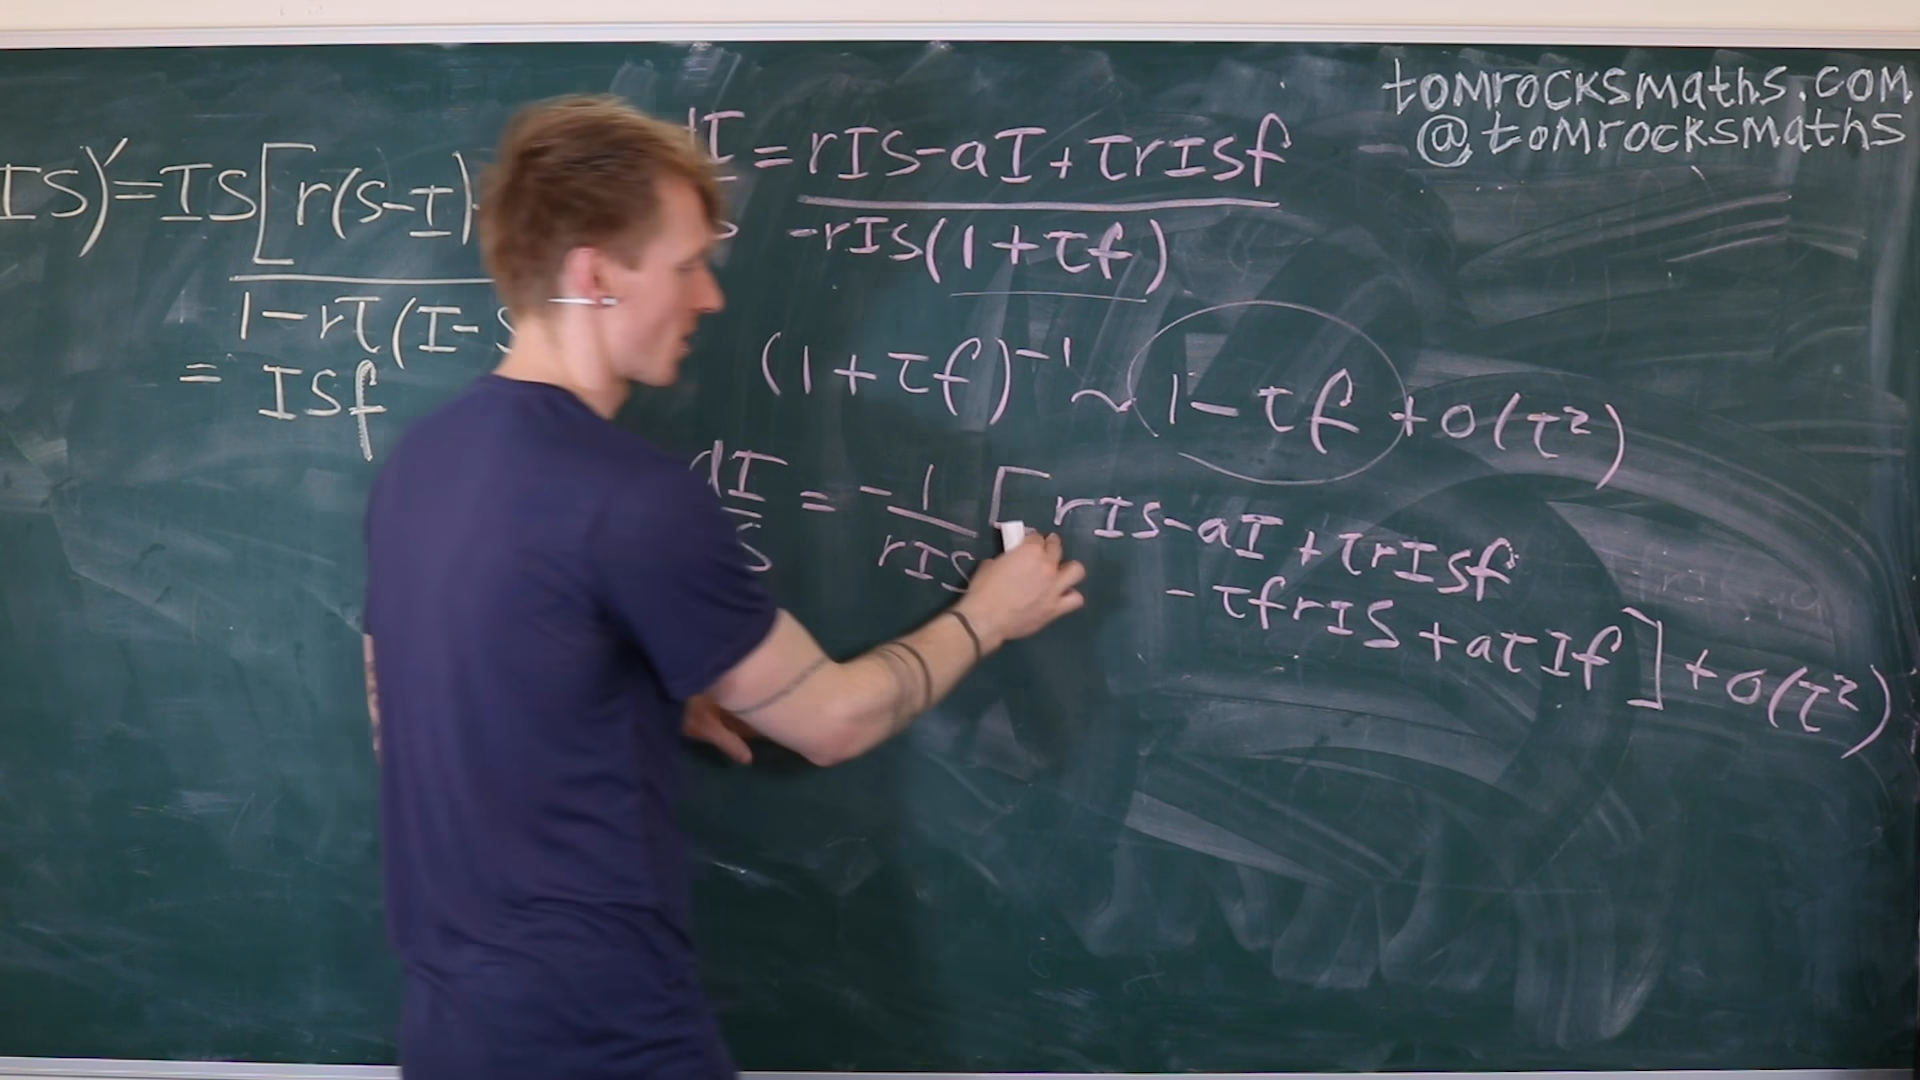 tomrocksmaths.com
@tomrocksmaths
IS)′=IS[r(S-I)
1-rτ(I-S
= ISf
dI = rIS-aI+τrISf
-rIS(1+τf)
(1+τf)⁻¹ ~ 1-τf + O(τ²)
dI = -1 [rIS-aI+τrISf
S rIS
-τfrIS+aτIf] + O(τ²)